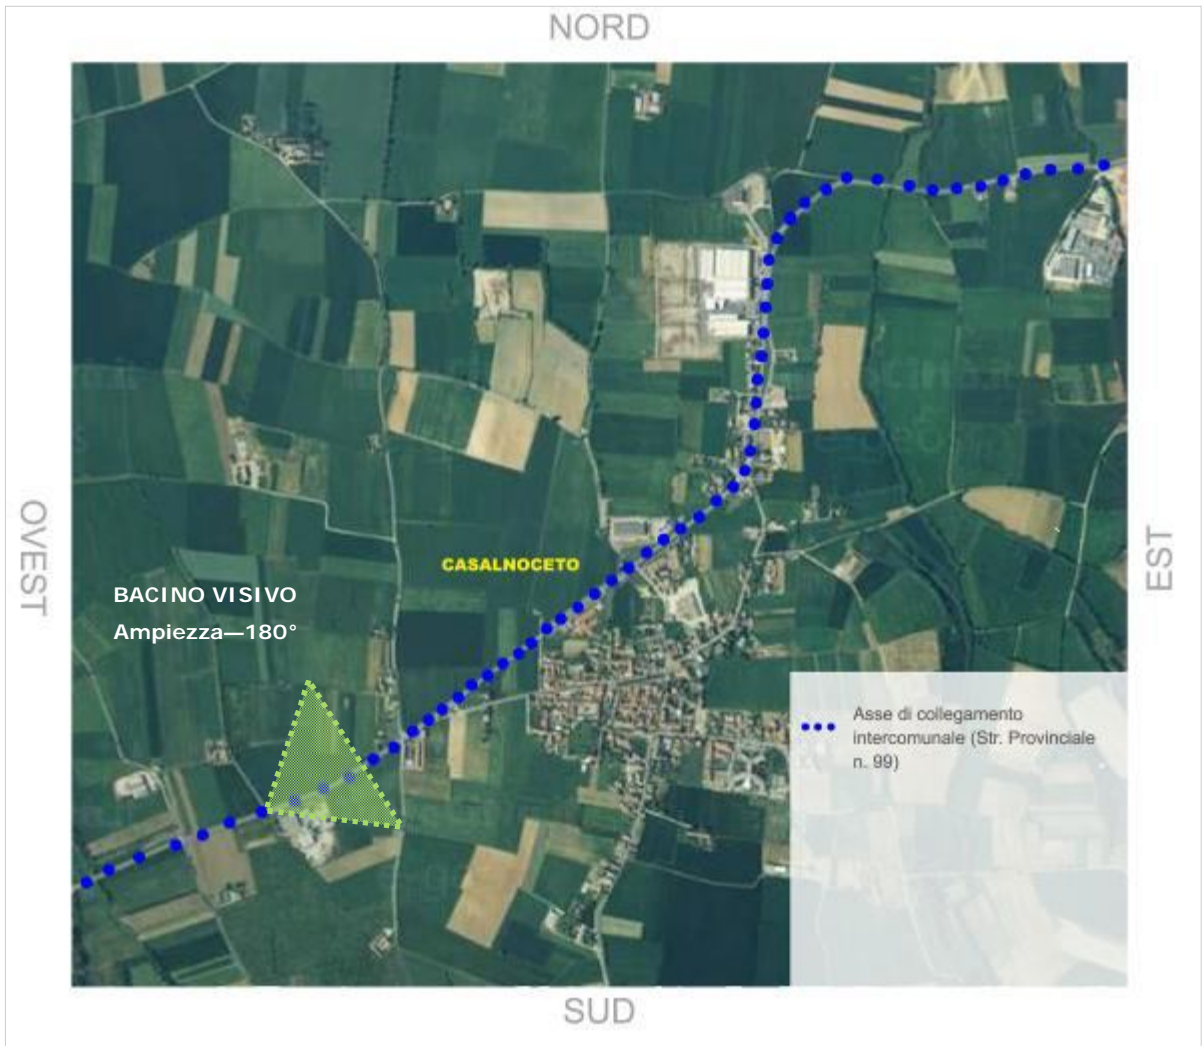 NORD
OVEST
EST
CASALNOCETO
BACINO VISIVO
Ampiezza—180°
Asse di collegamento
intercomunale (Str. Provinciale
n. 99)
SUD